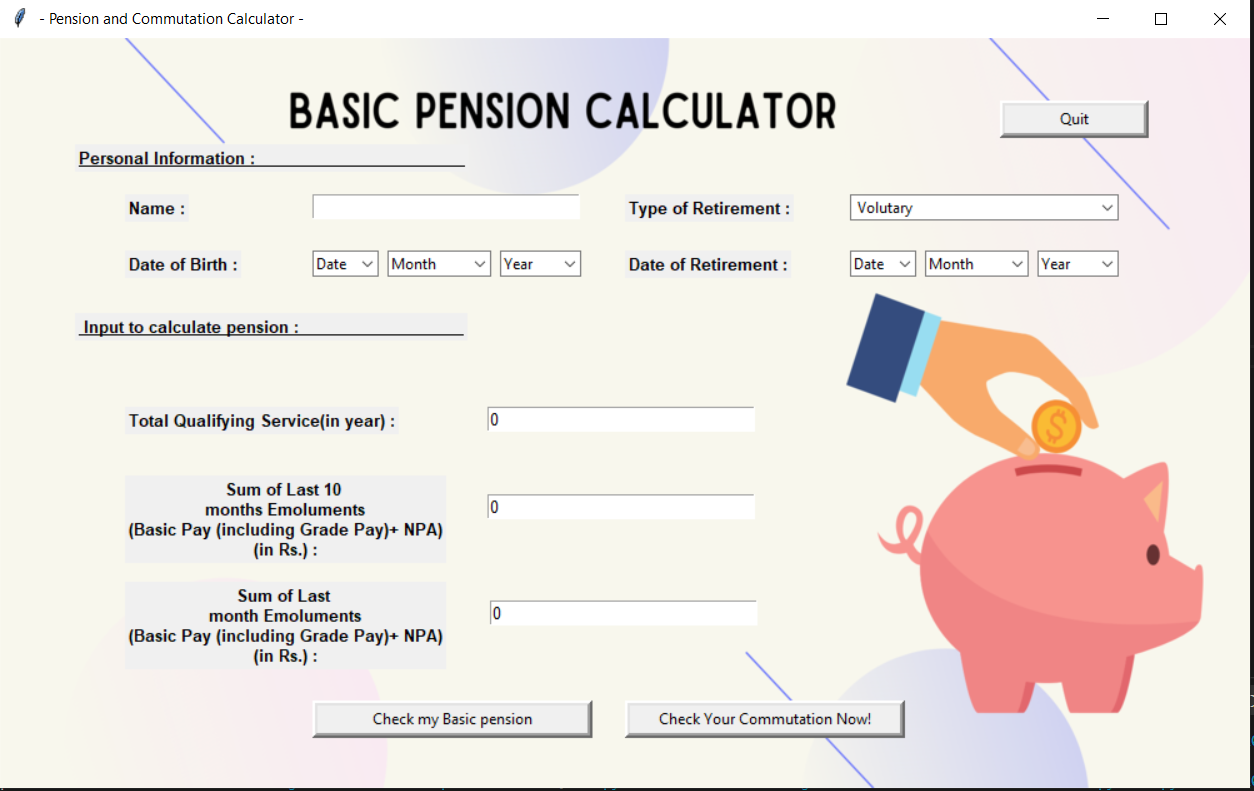 - Pension and Commutation Calculator -
BASIC PENSION CALCULATOR
Quit
Personal Information :
Name :
Type of Retirement :
Volutary
Date of Birth :
Date
Month
Year
Date of Retirement :
Date
Month
Year
Input to calculate pension :
Total Qualifying Service(in year) :
0
Sum of Last 10
months Emoluments
(Basic Pay (including Grade Pay)+ NPA)
(in Rs.) :
0
Sum of Last
month Emoluments
(Basic Pay (including Grade Pay)+ NPA)
(in Rs.) :
0
$
Check my Basic pension
Check Your Commutation Now!